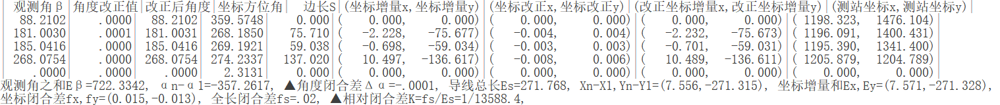 观测角β|角度改正值|改正后角度|坐标方位角| 边长S|(坐标增量x,坐标增量y)|(坐标改正x,坐标改正y)|(改正坐标增量x,改正坐标增量y)|(测站坐标x,测站坐标y)|
88.2102| .0000| 88.2102|359.5748| 0.000|( 0.000, 0.000)|( 0.000, 0.000)|( 0.000, 0.000)|( 1198.323, 1476.104)|
181.0030| .0001| 181.0031|268.1850| 75.710|( -2.228, -75.677)|( -0.004, 0.004)|( -2.232, -75.673)|( 1196.091, 1400.431)|
185.0416| .0000| 185.0416|269.1921| 59.038|( -0.698, -59.034)|( -0.003, 0.003)|( -0.701, -59.031)|( 1195.390, 1341.400)|
268.0754| .0000| 268.0754|274.2337|137.020|( 10.497, -136.617)|( -0.008, 0.006)|( 10.489, -136.611)|( 1205.879, 1204.789)|
.0000| .0000| .0000| 2.3131| 0.000|( 0.000, 0.000)|( 0.000, 0.000)|( 0.000, 0.000)|( 0.000, 0.000)|
观测角之和Eβ=722.3342, αn-α1=-357.2617, ▲角度闭合差Δα=-.0001, 导线总长Es=271.768, Xn-X1,Yn-Y1=(7.556,-271.315), 坐标增量和Ex,Ey=(7.571,-271.328),
坐标闭合差fx,fy=(0.015,-0.013), 全长闭合差fs=.02, ▲相对闭合差K=fs/Es=1/13588.4,